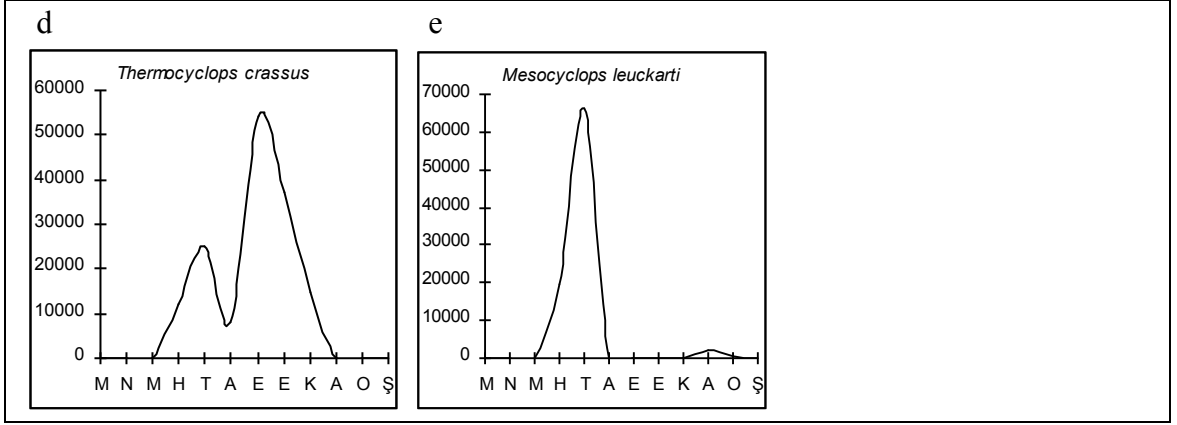 d
Thermocyclops crassus
60000
50000
40000
30000
20000
10000
0
M N M H T A E E K A O Ş
e
Mesocyclops leuckarti
70000
60000
50000
40000
30000
20000
10000
0
M N M H T A E E K A O Ş